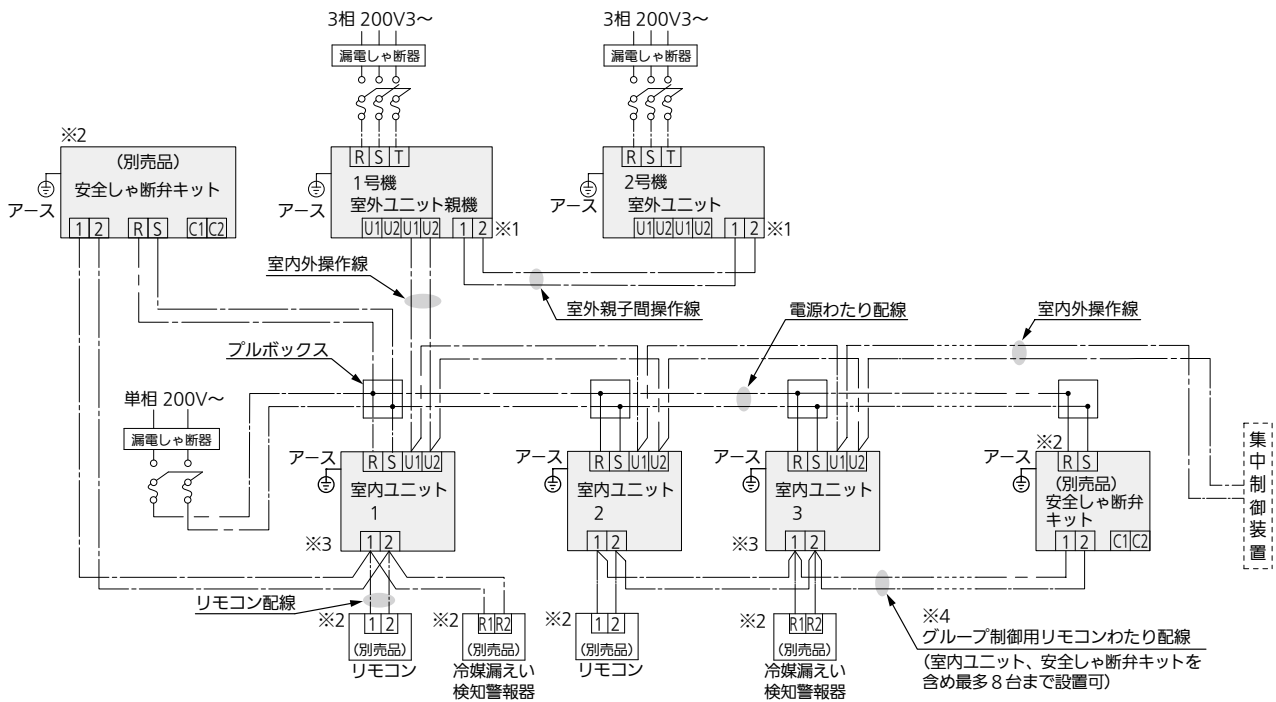 3相 200V3～
漏電しゃ断器
3相 200V3～
漏電しゃ断器
※2
(別売品)
安全しゃ断弁キット
アース
1 2 R S C1 C2
R S T
1号機
室外ユニット親機
アース
U1 U2 U1 U2 1 2 ※1
R S T
2号機
室外ユニット
アース
U1 U2 U1 U2 1 2 ※1
室内外操作線
室外親子間操作線
電源わたり配線
室内外操作線
プルボックス
単相 200V～
漏電しゃ断器
アース
R S U1 U2
室内ユニット
1
※3
1 2
アース
R S U1 U2
室内ユニット
2
1 2
アース
R S U1 U2
室内ユニット
3
※3
1 2
※2
アース
R S
(別売品)
安全しゃ断弁
キット
1 2 C1 C2
集中制御装置
リモコン配線
※2
1 2
(別売品)
リモコン
※2
R1 R2
(別売品)
冷媒漏えい
検知警報器
※2
1 2
(別売品)
リモコン
※2
R1 R2
(別売品)
冷媒漏えい
検知警報器
※4
グループ制御用リモコンわたり配線
(室内ユニット、安全しゃ断弁キットを
含め最多8台まで設置可)